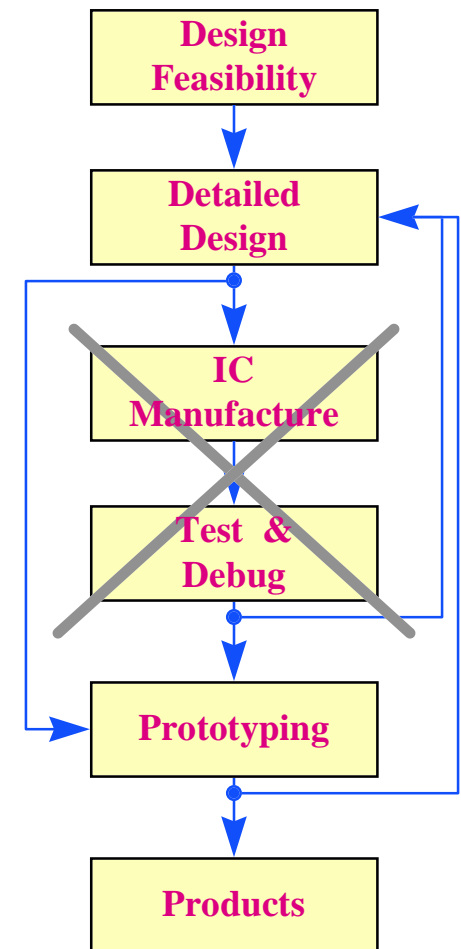 Design
Feasibility
Detailed
Design
IC
Manufacture
Test &
Debug
Prototyping
Products